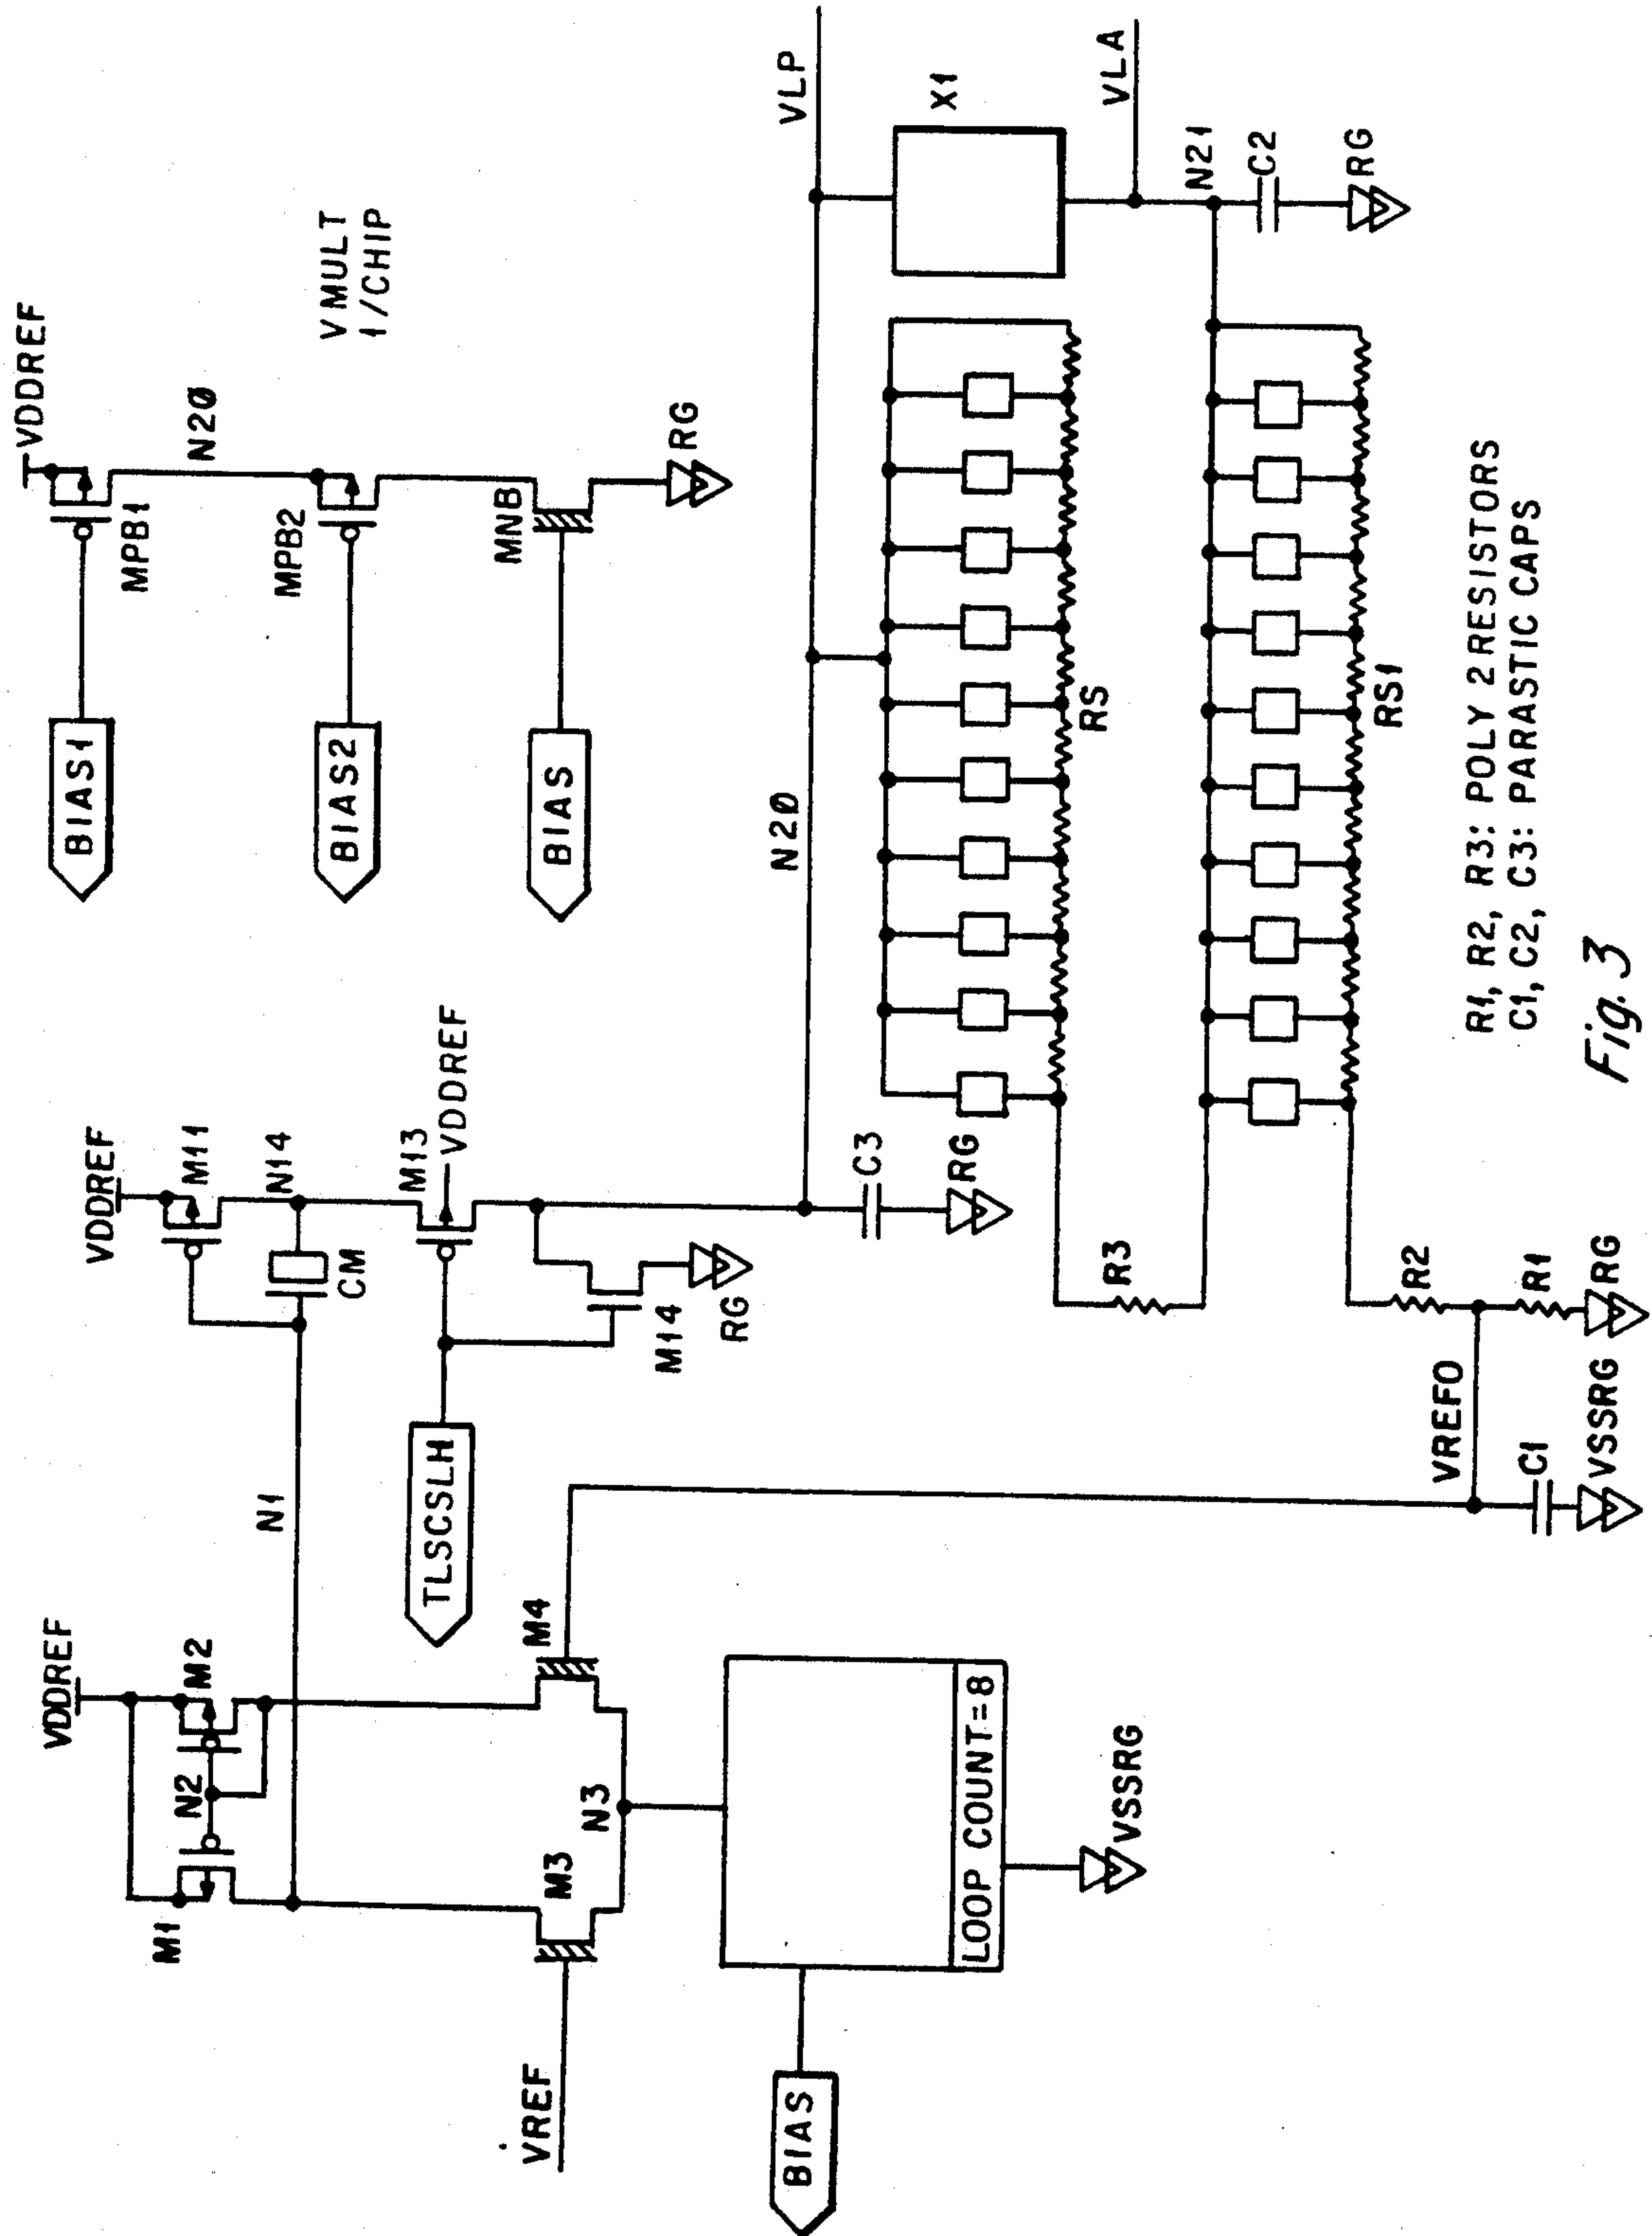 VDDREF
M1
M2
N2
N1
VREF
M3
M4
N3
BIAS
LOOP COUNT=8
VSSRG
VDDREF
M11
N14
CM
M13
VDDREF
TLSCSLH
M14
RG
BIAS1
VDDREF
MPB1
N20
BIAS2
MPB2
BIAS
MNB
RG
VMULT
1/CHIP
N20
VLP
C3
RG
RS
X1
VLA
N21
C2
RG
R3
RS1
R2
R1
RG
VREFO
C1
VSSRG
R1, R2, R3: POLY 2 RESISTORS
C1, C2, C3: PARASTIC CAPS
Fig. 3